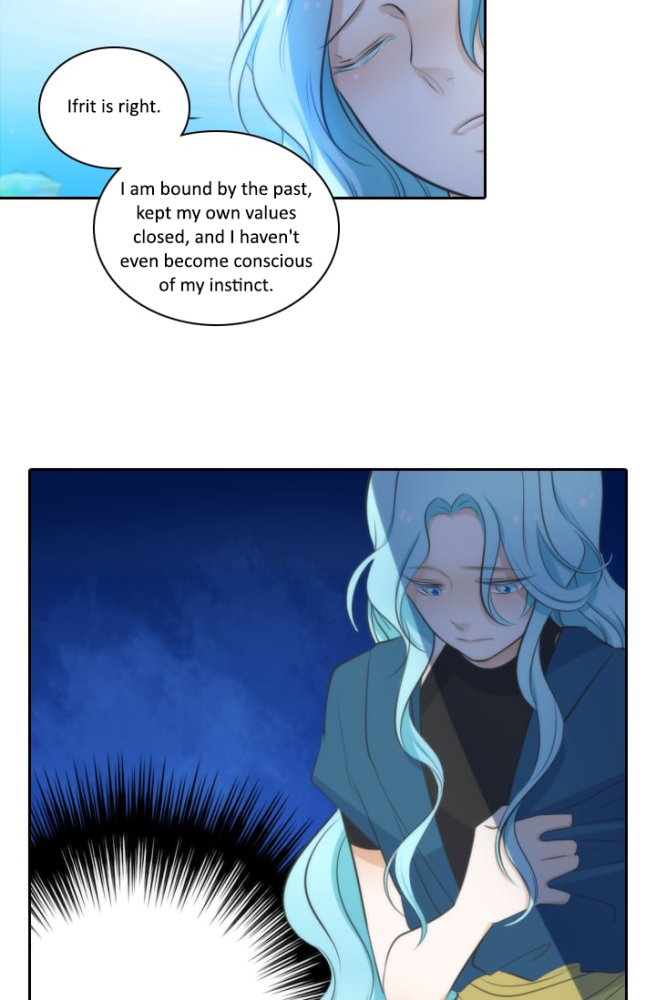 Ifrit is right.
I am bound by the past,
kept my own values
closed, and I haven't
even become conscious
of my instinct.